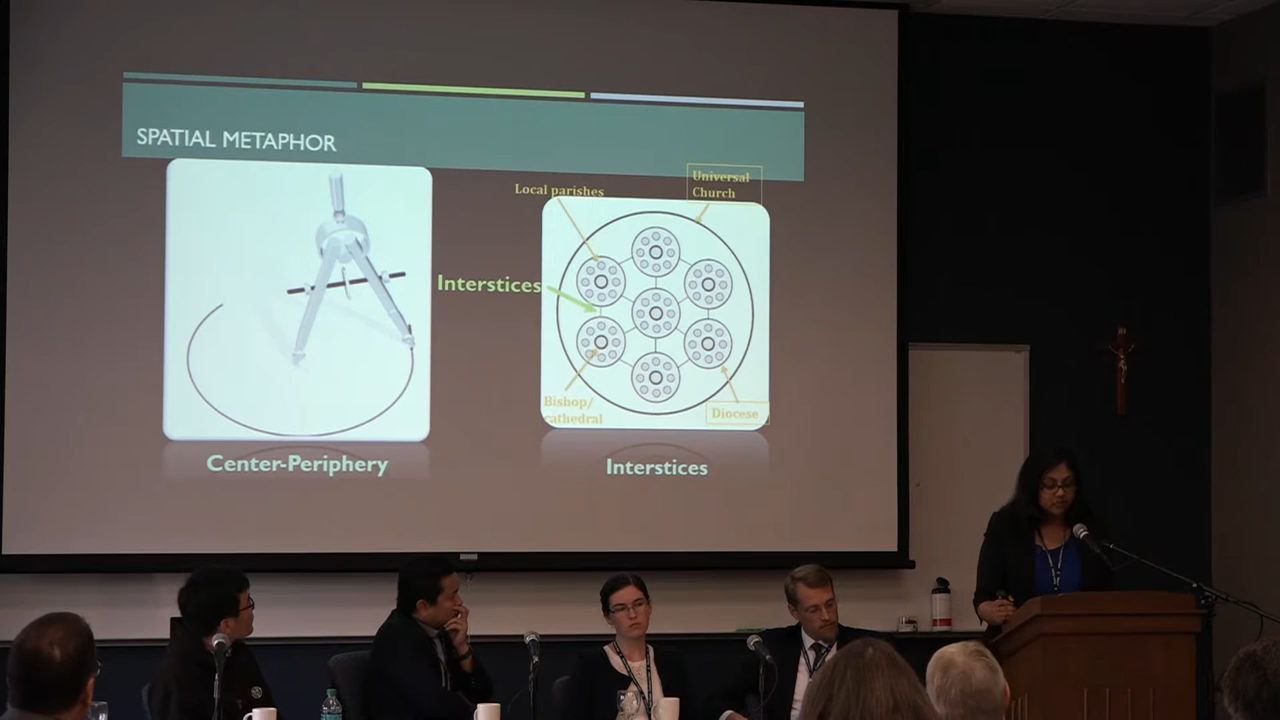 SPATIAL METAPHOR
Local parishes
Universal
Church
Interstices
Bishop/
cathedral
Diocese
Center-Periphery
Interstices